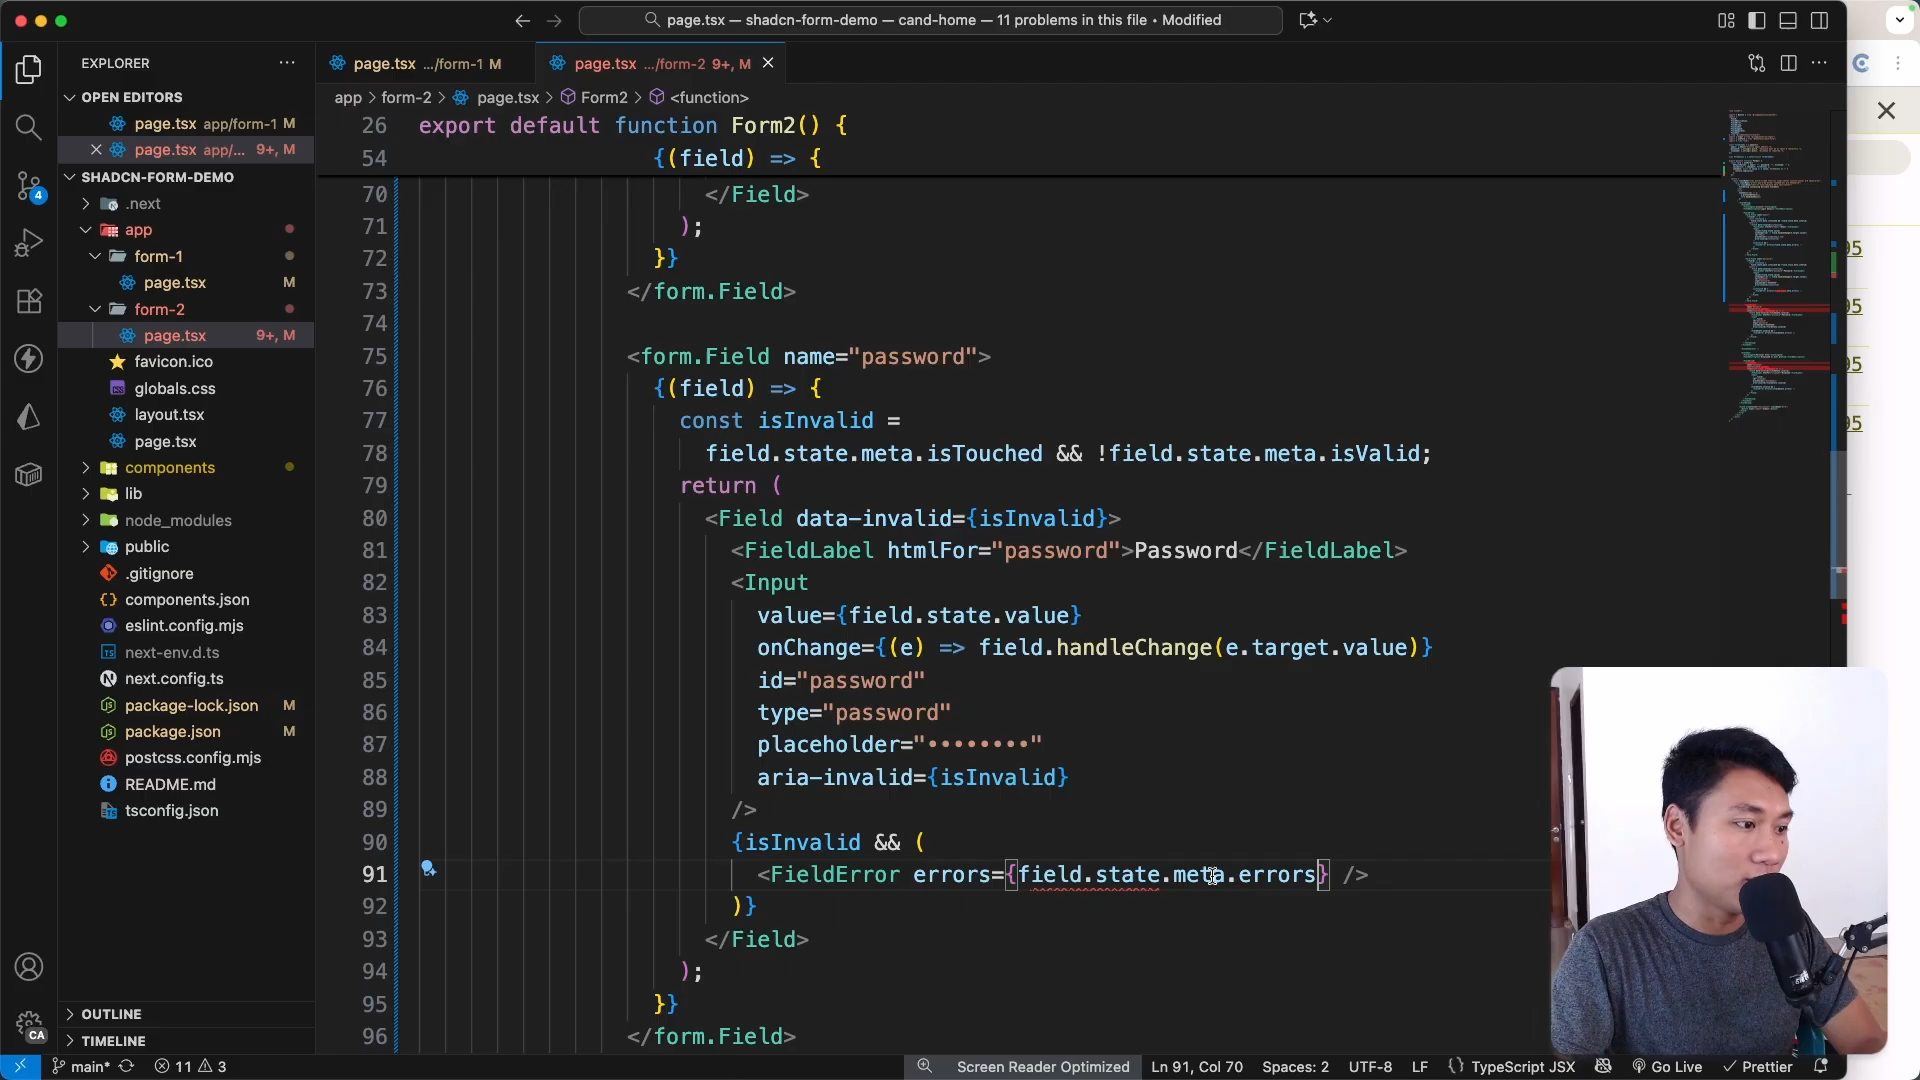 page.tsx — shadcn-form-demo — cand-home — 11 problems in this file • Modified
EXPLORER
page.tsx .../form-1 M
page.tsx .../form-2 9+, M
OPEN EDITORS
page.tsx app/form-1 M
page.tsx app/... 9+, M
SHADCN-FORM-DEMO
.next
app
form-1
page.tsx M
form-2
page.tsx 9+, M
favicon.ico
globals.css
layout.tsx
page.tsx
components
lib
node_modules
public
.gitignore
components.json
eslint.config.mjs
next-env.d.ts
next.config.ts
package-lock.json M
package.json M
postcss.config.mjs
README.md
tsconfig.json
OUTLINE
TIMELINE
4
CA
app > form-2 > page.tsx > Form2 > <function>
26 export default function Form2() {
54 {(field) => {
70 </Field>
71 );
72 }}
73 </form.Field>
74
75 <form.Field name="password">
76 {(field) => {
77 const isInvalid =
78 field.state.meta.isTouched && !field.state.meta.isValid;
79 return (
80 <Field data-invalid={isInvalid}>
81 <FieldLabel htmlFor="password">Password</FieldLabel>
82 <Input
83 value={field.state.value}
84 onChange={(e) => field.handleChange(e.target.value)}
85 id="password"
86 type="password"
87 placeholder="••••••••"
88 aria-invalid={isInvalid}
89 />
90 {isInvalid && (
91 <FieldError errors={field.state.meta.errors} />
92 )}
93 </Field>
94 );
95 }}
96 </form.Field>
main* 11 3
Screen Reader Optimized Ln 91, Col 70 Spaces: 2 UTF-8 LF {} TypeScript JSX Go Live Prettier